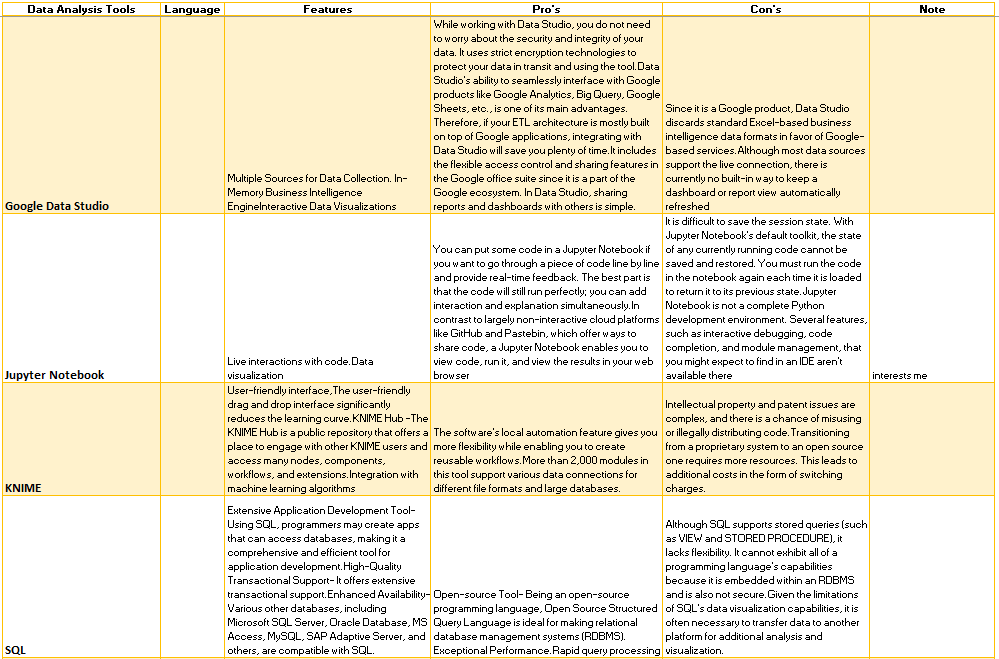 Data Analysis Tools Language Features Pro's Con's Note
While working with Data Studio, you do not need
to worry about the security and integrity of your
data. It uses strict encryption technologies to
protect your data in transit and using the tool.Data
Studio's ability to seamlessly interface with Google
products like Google Analytics, Big Query, Google
Sheets, etc., is one of its main advantages.
Therefore, if your ETL architecture is mostly built
on top of Google applications, integrating with
Data Studio will save you plenty of time.It includes
the flexible access control and sharing features in
the Google office suite since it is a part of the
Google ecosystem. In Data Studio, sharing
reports and dashboards with others is simple.
Since it is a Google product, Data Studio
discards standard Excel-based business
intelligence data formats in favor of Google-
based services.Although most data sources
support the live connection, there is
currently no built-in way to keep a
dashboard or report view automatically
refreshed
Multiple Sources for Data Collection. In-
Memory Business Intelligence
EngineInteractive Data Visualizations
Google Data Studio
Jupyter Notebook
Live interactions with code.Data
visualization
You can put some code in a Jupyter Notebook if
you want to go through a piece of code line by line
and provide real-time feedback. The best part is
that the code will still run perfectly; you can add
interaction and explanation simultaneously.In
contrast to largely non-interactive cloud platforms
like GitHub and Pastebin, which offer ways to
share code, a Jupyter Notebook enables you to
view code, run it, and view the results in your web
browser
It is difficult to save the session state. With
Jupyter Notebook's default toolkit, the state
of any currently running code cannot be
saved and restored. You must run the code
in the notebook again each time it is loaded
to return it to its previous state.Jupyter
Notebook is not a complete Python
development environment. Several features,
such as interactive debugging, code
completion, and module management, that
you might expect to find in an IDE aren't
available there
interests me
KNIME
User-friendly interface,The user-friendly
drag and drop interface significantly
reduces the learning curve.KNIME Hub -The
KNIME Hub is a public repository that offers a
place to engage with other KNIME users and
access many nodes, components,
workflows, and extensions.Integration with
machine learning algorithms
The software's local automation feature gives you
more flexibility while enabling you to create
reusable workflows.More than 2,000 modules in
this tool support various data connections for
different file formats and large databases.
Intellectual property and patent issues are
complex, and there is a chance of misusing
or illegally distributing code.Transitioning
from a proprietary system to an open source
one requires more resources. This leads to
additional costs in the form of switching
charges.
SQL
Extensive Application Development Tool-
Using SQL, programmers may create apps
that can access databases, making it a
comprehensive and efficient tool for
application development.High-Quality
Transactional Support- It offers extensive
transactional support.Enhanced Availability-
Various other databases, including
Microsoft SQL Server, Oracle Database, MS
Access, MySQL, SAP Adaptive Server, and
others, are compatible with SQL.
Open-source Tool- Being an open-source
programming language, Open Source Structured
Query Language is ideal for making relational
database management systems (RDBMS).
Exceptional Performance.Rapid query processing
Although SQL supports stored queries (such
as VIEW and STORED PROCEDURE), it
lacks flexibility. It cannot exhibit all of a
programming language's capabilities
because it is embedded within an RDBMS
and is also not secure.Given the limitations
of SQL's data visualization capabilities, it is
often necessary to transfer data to another
platform for additional analysis and
visualization.